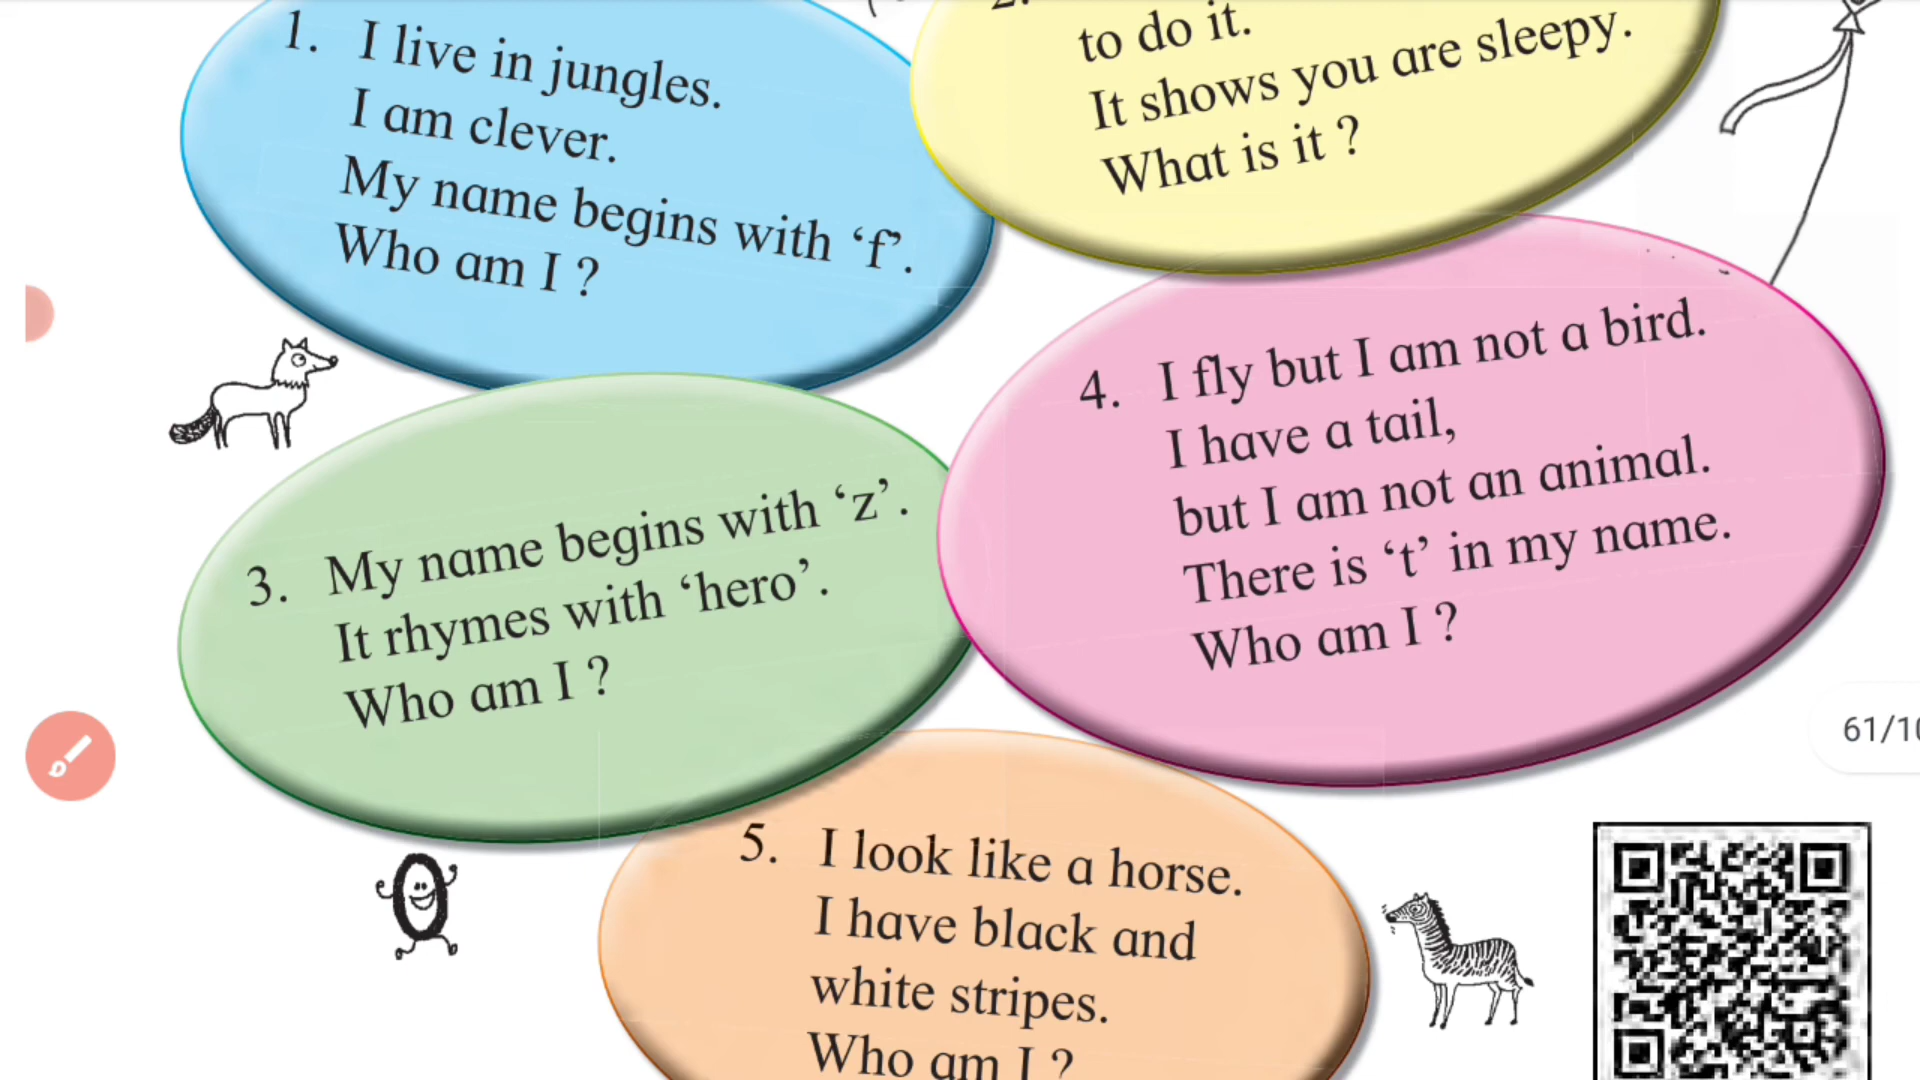 1. I live in jungles.
I am clever.
My name begins with ‘f’.
Who am I ?
to do it.
It shows you are sleepy.
What is it ?
3. My name begins with ‘z’.
It rhymes with ‘hero’.
Who am I ?
4. I fly but I am not a bird.
I have a tail,
but I am not an animal.
There is ‘t’ in my name.
Who am I ?
5. I look like a horse.
I have black and
white stripes.
Who am I ?
61/10